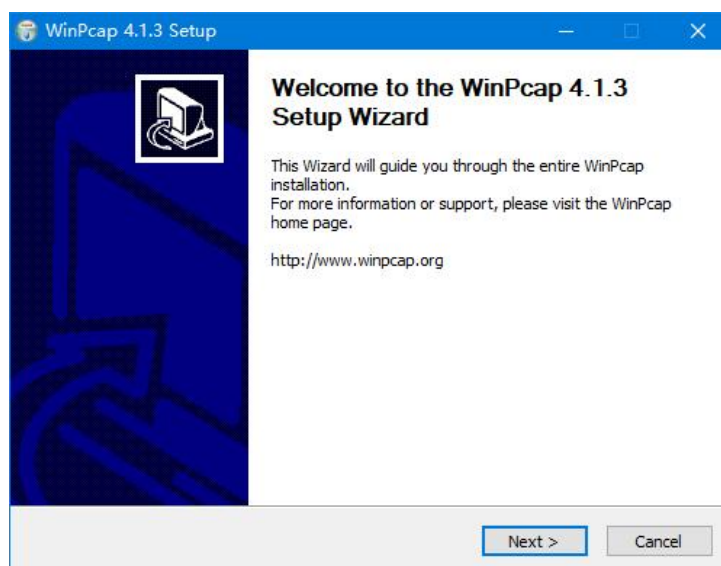 WinPcap 4.1.3 Setup
Welcome to the WinPcap 4.1.3
Setup Wizard
This Wizard will guide you through the entire WinPcap
installation.
For more information or support, please visit the WinPcap
home page.
http://www.winpcap.org
Next >
Cancel